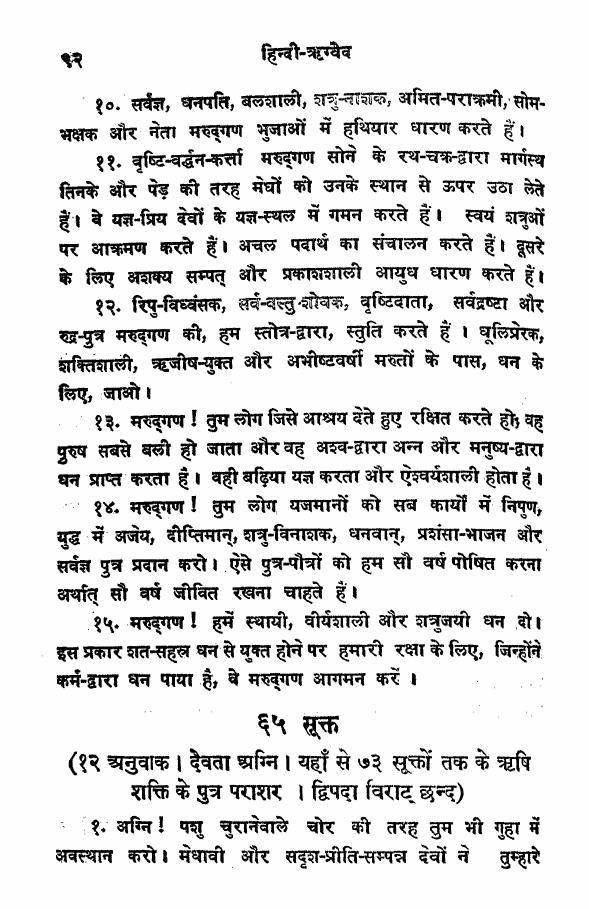 ९२ हिन्दी-ऋग्वेद
१०. सर्वज्ञ, धनपति, बलशाली, शत्रु-नाशक, अमित-पराक्रमी, सोम-
भक्षक और नेता मरुद्गण भुजाओं में हथियार धारण करते हैं।
११. वृष्टि-वर्द्धन-कर्त्ता मरुद्गण सोने के रथ-चक्र-द्वारा मार्गस्थ
तिनके और पेड़ की तरह मेघों को उनके स्थान से ऊपर उठा लेते
हैं। वे यज्ञ-प्रिय देवों के यज्ञ-स्थल में गमन करते हैं। स्वयं शत्रुओं
पर आक्रमण करते हैं। अचल पदार्थ का संचालन करते हैं। दूसरे
के लिए अशक्य सम्पत् और प्रकाशशाली आयुध धारण करते हैं।
१२. रिपु-विध्वंसक, सर्व-वस्तु-शोधक, वृष्टिदाता, सर्वद्रष्टा और
रुद्र-पुत्र मरुद्गण की, हम स्तोत्र-द्वारा, स्तुति करते हैं। धूलिप्रेरक,
शक्तिशाली, ऋजीष-युक्त और अभीष्टवर्षी मरुतों के पास, धन के
लिए, जाओ।
१३. मरुद्गण! तुम लोग जिसे आश्रय देते हुए रक्षित करते हो, वह
पुरुष सबसे बली हो जाता और वह अश्व-द्वारा अन्न और मनुष्य-द्वारा
धन प्राप्त करता है। वही बढ़िया यज्ञ करता और ऐश्वर्यशाली होता है।
१४. मरुद्गण! तुम लोग यजमानों को सब कार्यों में निपुण,
युद्ध में अजेय, दीप्तिमान्, शत्रु-विनाशक, धनवान्, प्रशंसा-भाजन और
सर्वज्ञ पुत्र प्रदान करो। ऐसे पुत्र-पौत्रों को हम सौ वर्ष पोषित करना
अर्थात् सौ वर्ष जीवित रखना चाहते हैं।
१५. मरुद्गण! हमें स्थायी, वीर्यशाली और शत्रुजयी धन दो।
इस प्रकार शत-सहस्र धन से युक्त होने पर हमारी रक्षा के लिए, जिन्होंने
कर्म-द्वारा धन पाया है, वे मरुद्गण आगमन करें।
६५ सूक्त
(१२ अनुवाक। देवता अग्नि। यहाँ से ७३ सूक्तों तक के ऋषि
शक्ति के पुत्र पराशर । द्विपदा विराट् छन्द)
१. अग्नि! पशु चुरानेवाले चोर की तरह तुम भी गुहा में
अवस्थान करो। मेधावी और सदृश-प्रीति-सम्पन्न देवों ने तुम्हारे